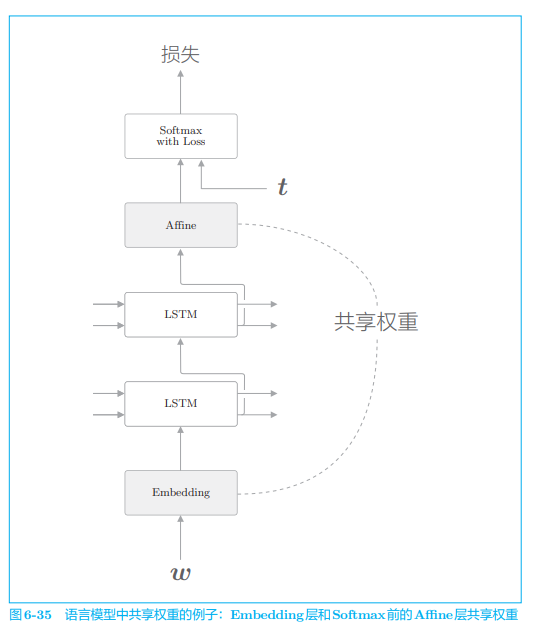 损失
Softmax
with Loss
t
Affine
LSTM
共享权重
LSTM
Embedding
w
图6-35 语言模型中共享权重的例子：Embedding层和Softmax前的Affine层共享权重